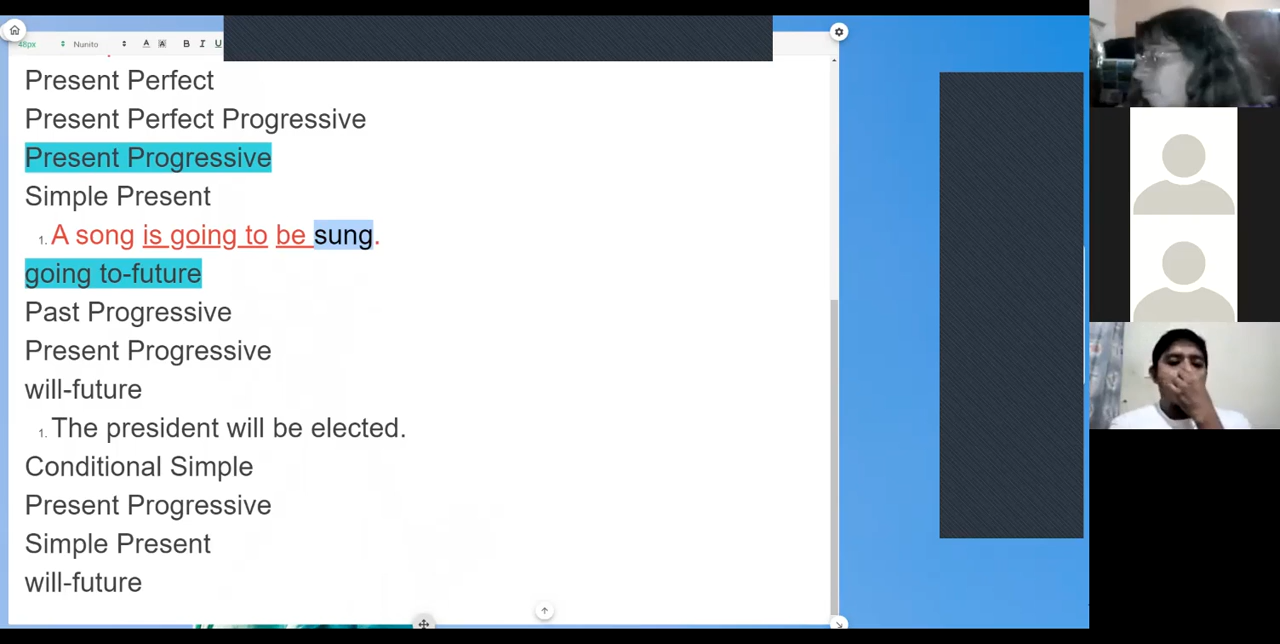 48px Nunito A A B I U
Present Perfect
Present Perfect Progressive
Present Progressive
Simple Present
1. A song is going to be sung.
going to-future
Past Progressive
Present Progressive
will-future
1. The president will be elected.
Conditional Simple
Present Progressive
Simple Present
will-future